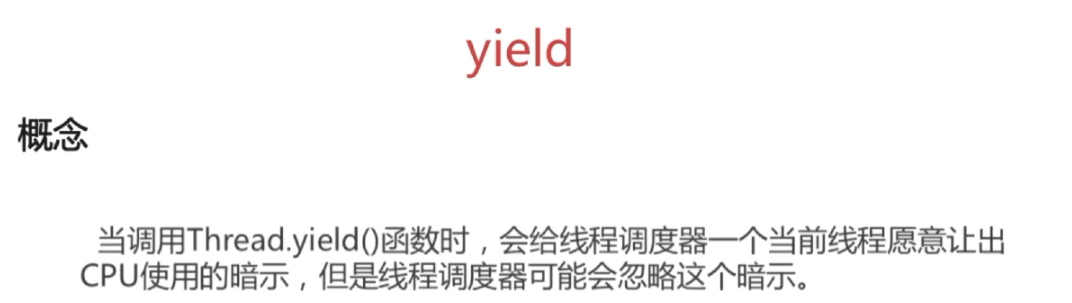 yield
概念
当调用Thread.yield()函数时，会给线程调度器一个当前线程愿意让出
CPU使用的暗示，但是线程调度器可能会忽略这个暗示。